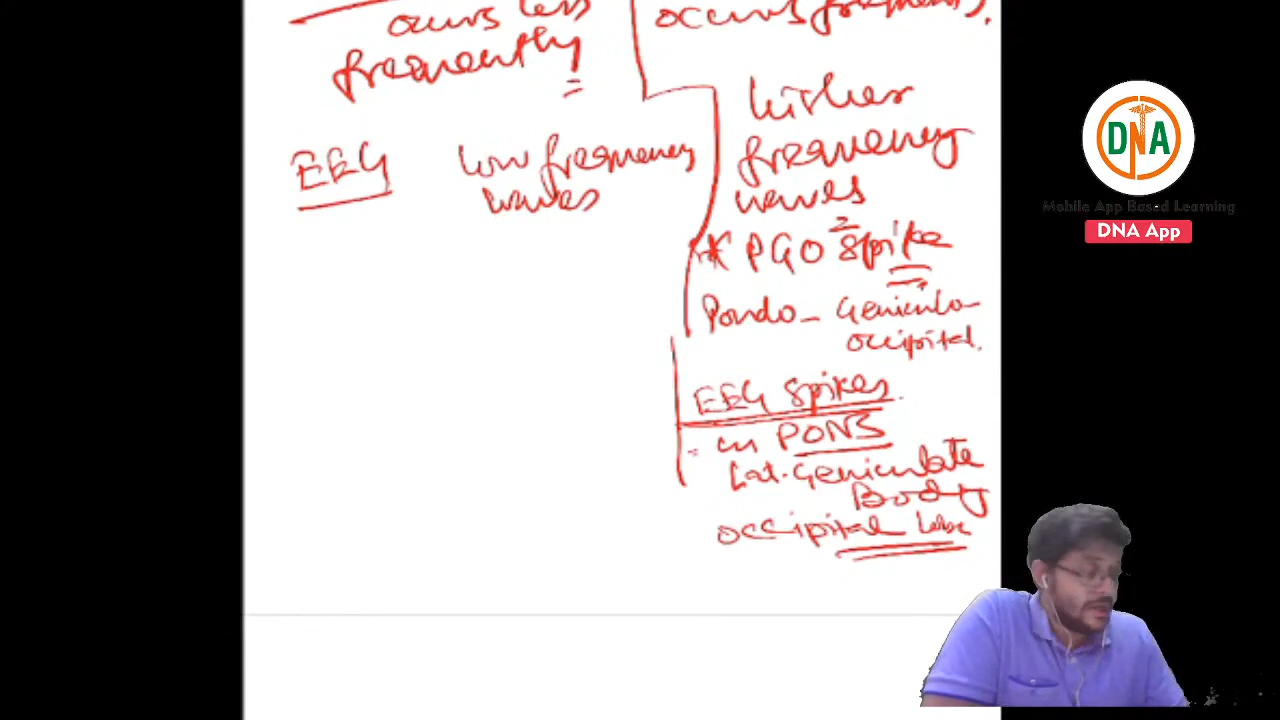 occurs less
frequently
occurs frequently.
EEG low frequency
waves
higher
frequency
waves
* PGO Spike
Pondo - Geniculo -
occipital.
EEG Spikes
in PONS
Lat. Geniculate
Body
occipital lobe
DNA
Mobile App Based Learning
DNA App